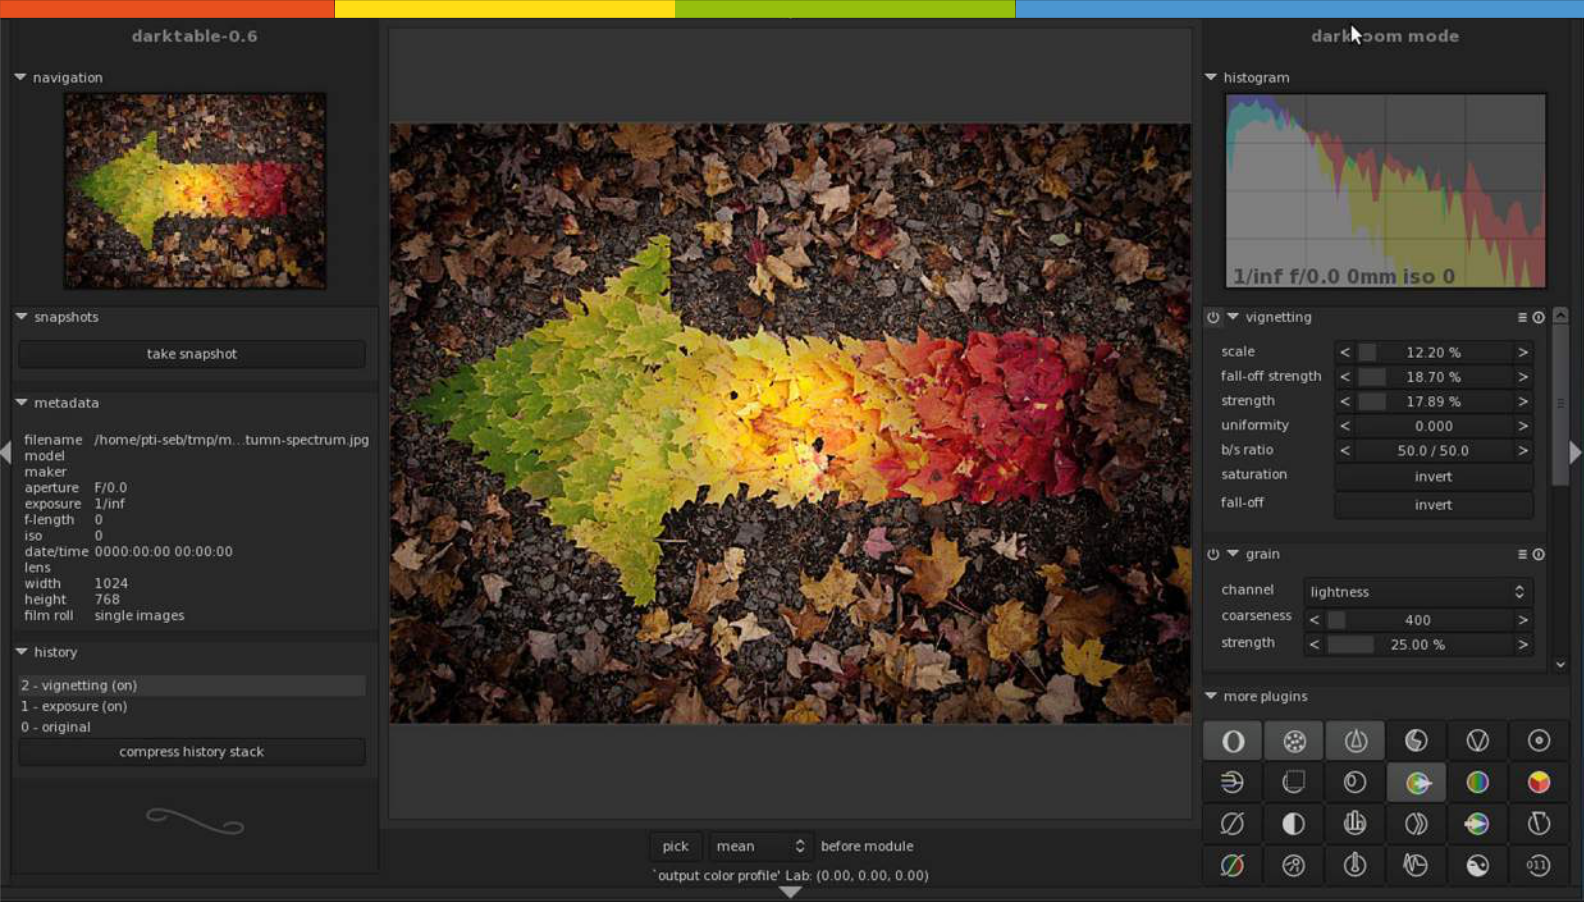 darktable-0.6
navigation
snapshots
take snapshot
metadata
filename /home/pti-seb/tmp/m...tumn-spectrum.jpg
model
maker
aperture F/0.0
exposure 1/inf
f-length 0
iso 0
date/time 0000:00:00 00:00:00
lens
width 1024
height 768
film roll single images
history
2 - vignetting (on)
1 - exposure (on)
0 - original
compress history stack
pick mean before module
`output color profile' Lab: (0.00, 0.00, 0.00)
mode
histogram
1/inf f/0.0 0mm iso 0
vignetting
scale < 12.20 % >
fall-off strength < 18.70 % >
strength < 17.89 % >
uniformity < 0.000 >
b/s ratio < 50.0 / 50.0 >
saturation invert
fall-off invert
grain
channel lightness
coarseness < 400 >
strength < 25.00 % >
more plugins
011